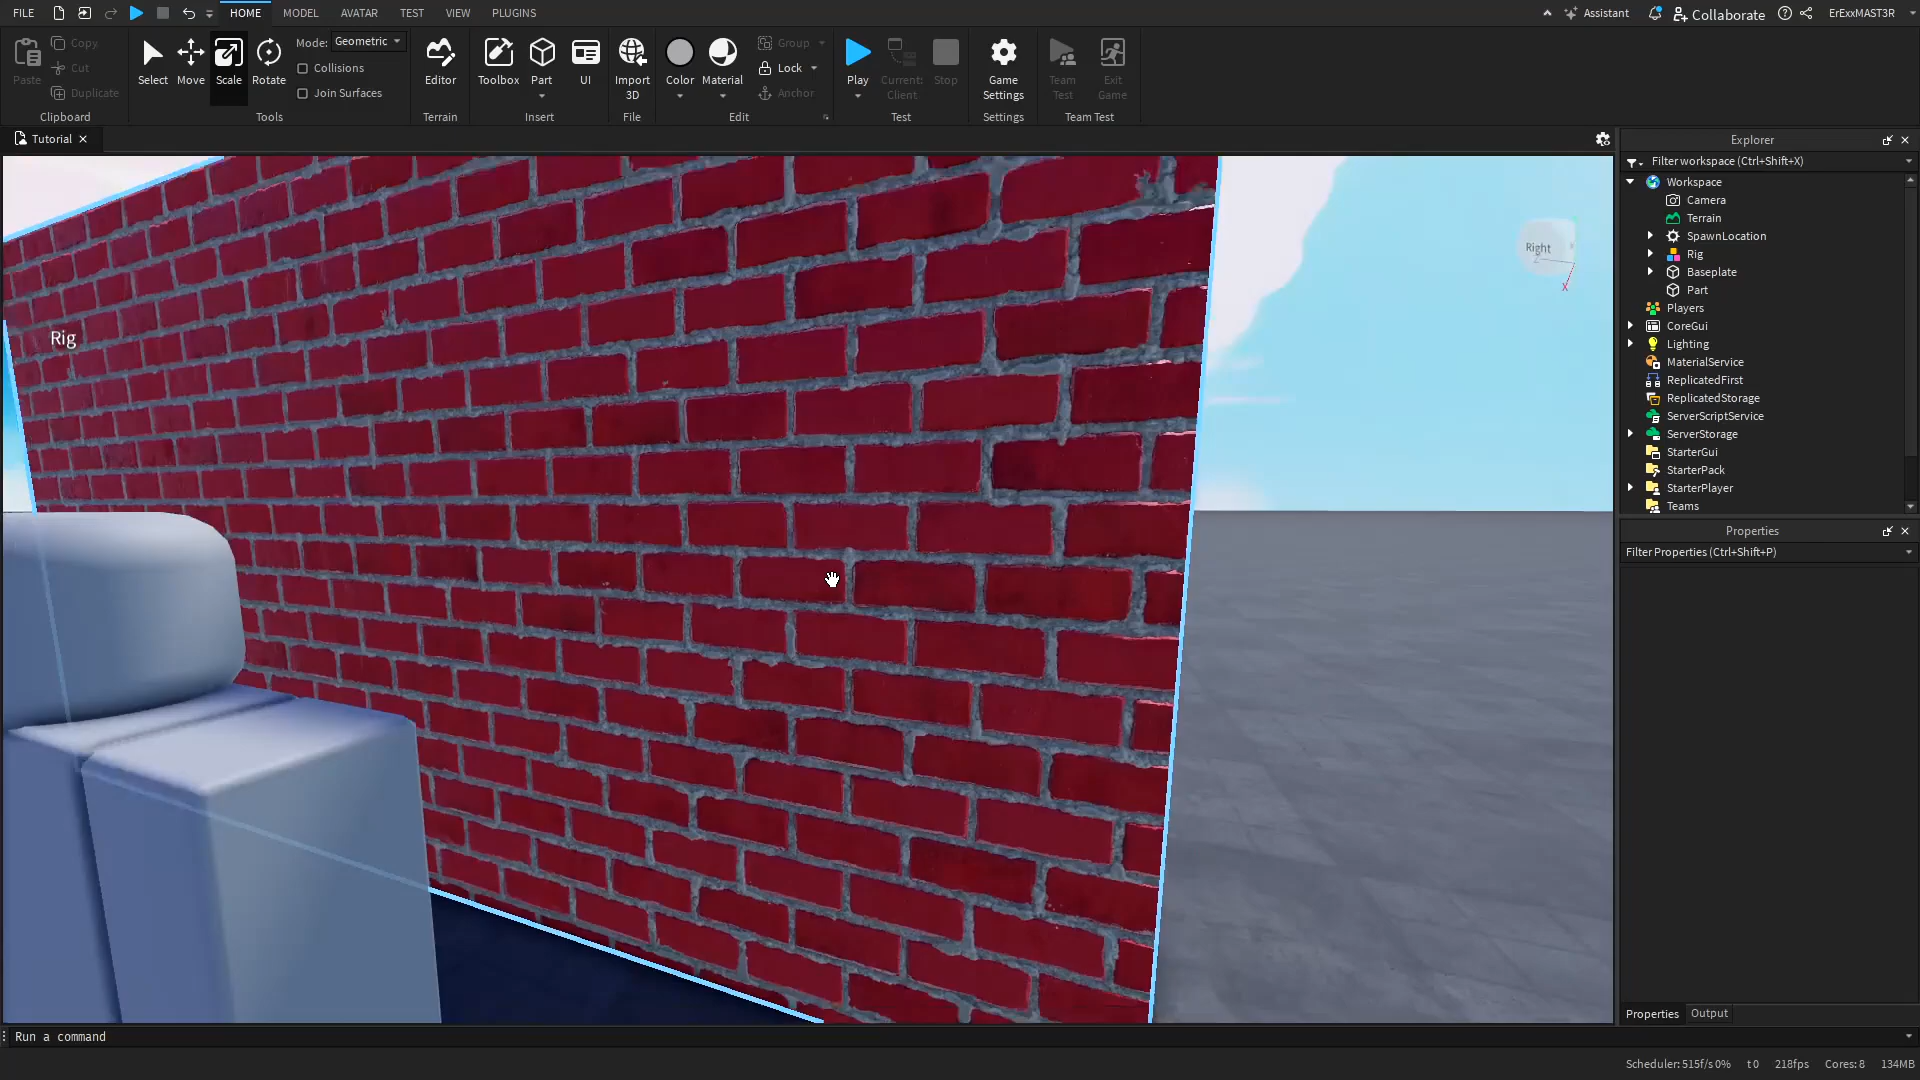 FILE HOME MODEL AVATAR TEST VIEW PLUGINS Assistant Collaborate ErExxMAST3R
Paste Copy Cut Duplicate
Clipboard
Select Move Scale Rotate Mode: Geometric
Collisions
Join Surfaces
Tools
Editor
Terrain
Toolbox Part UI
Insert
Import
3D
File
Color Material Group Lock Anchor
Edit
Play Current: Client Stop
Test
Game
Settings
Settings
Team
Test
Exit
Game
Team Test
Tutorial
Rig
Right
X
Explorer
Filter workspace (Ctrl+Shift+X)
Workspace
Camera
Terrain
SpawnLocation
Rig
Baseplate
Part
Players
CoreGui
Lighting
MaterialService
ReplicatedFirst
ReplicatedStorage
ServerScriptService
ServerStorage
StarterGui
StarterPack
StarterPlayer
Teams
Properties
Filter Properties (Ctrl+Shift+P)
Properties Output
Run a command
Scheduler: 515f/s 0% t 0 218fps Cores: 8 134MB